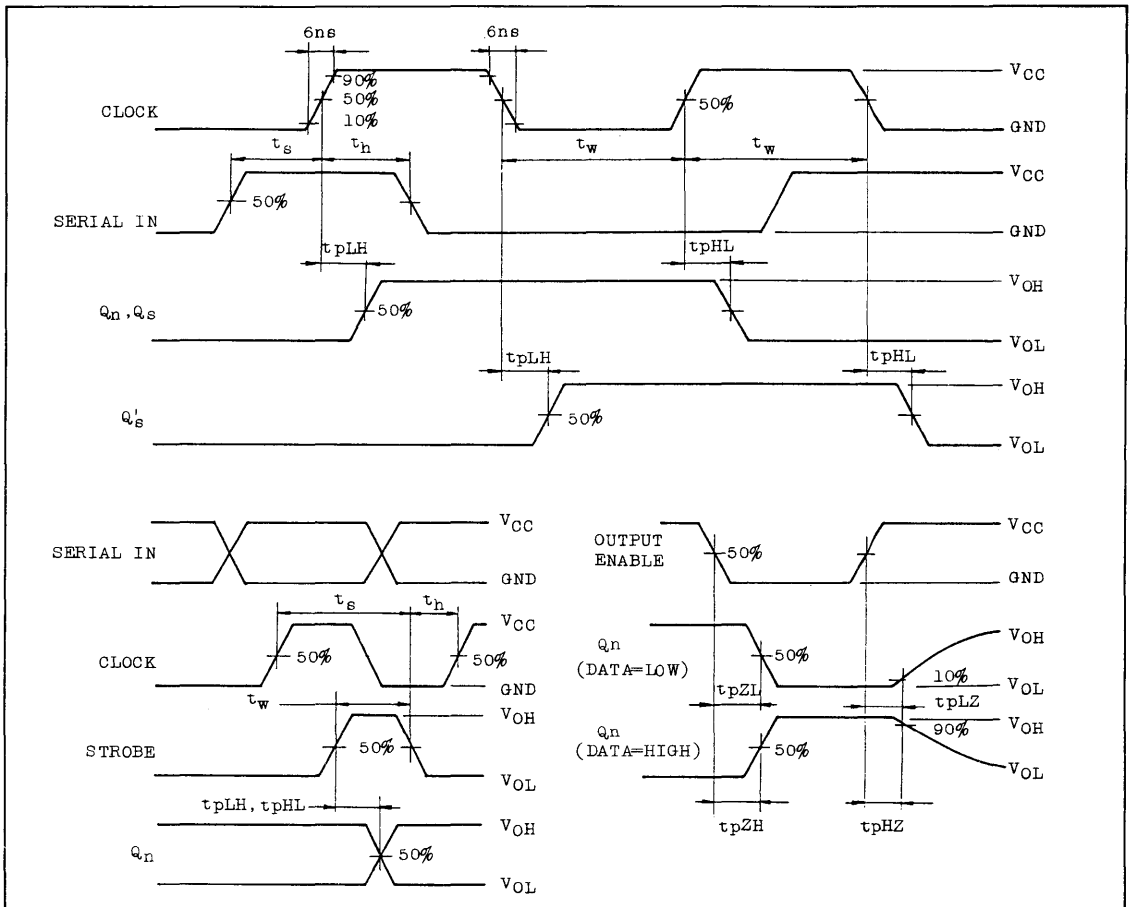 6ns 6ns
CLOCK 90% 50% 10% 50% VCC GND
ts th tw tw
SERIAL IN 50% VCC GND
tpLH tpHL
Qn,Qs 50% VOH VOL
tpLH tpHL
Q's 50% VOH VOL
SERIAL IN VCC GND
ts th
CLOCK 50% 50% VCC GND
tw
STROBE 50% VOH VOL
tpLH,tpHL
Qn 50% VOH VOL
OUTPUT
ENABLE 50% VCC GND
Qn
(DATA=LOW) 50% 10% VOH VOL
tpZL tpLZ
Qn
(DATA=HIGH) 50% 90% VOH VOL
tpZH tpHZ